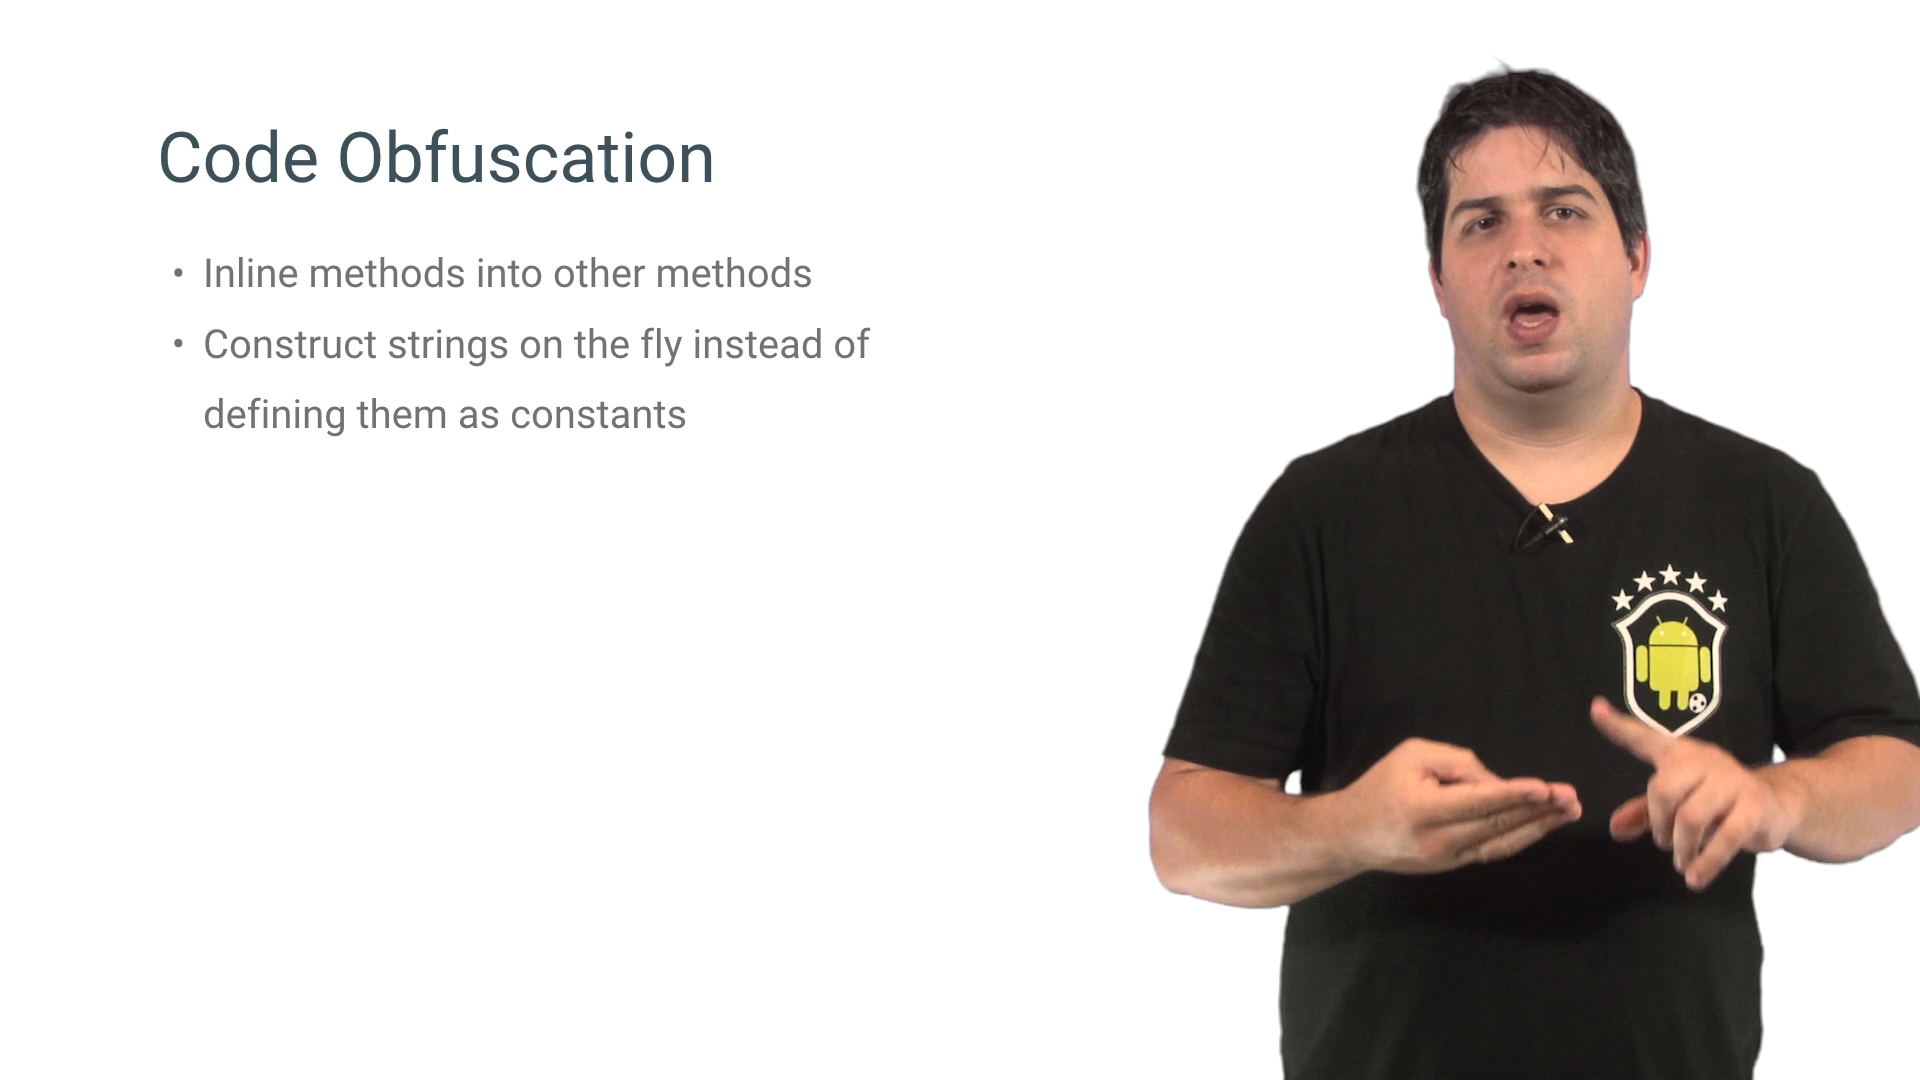 Code Obfuscation
• Inline methods into other methods
• Construct strings on the fly instead of
defining them as constants